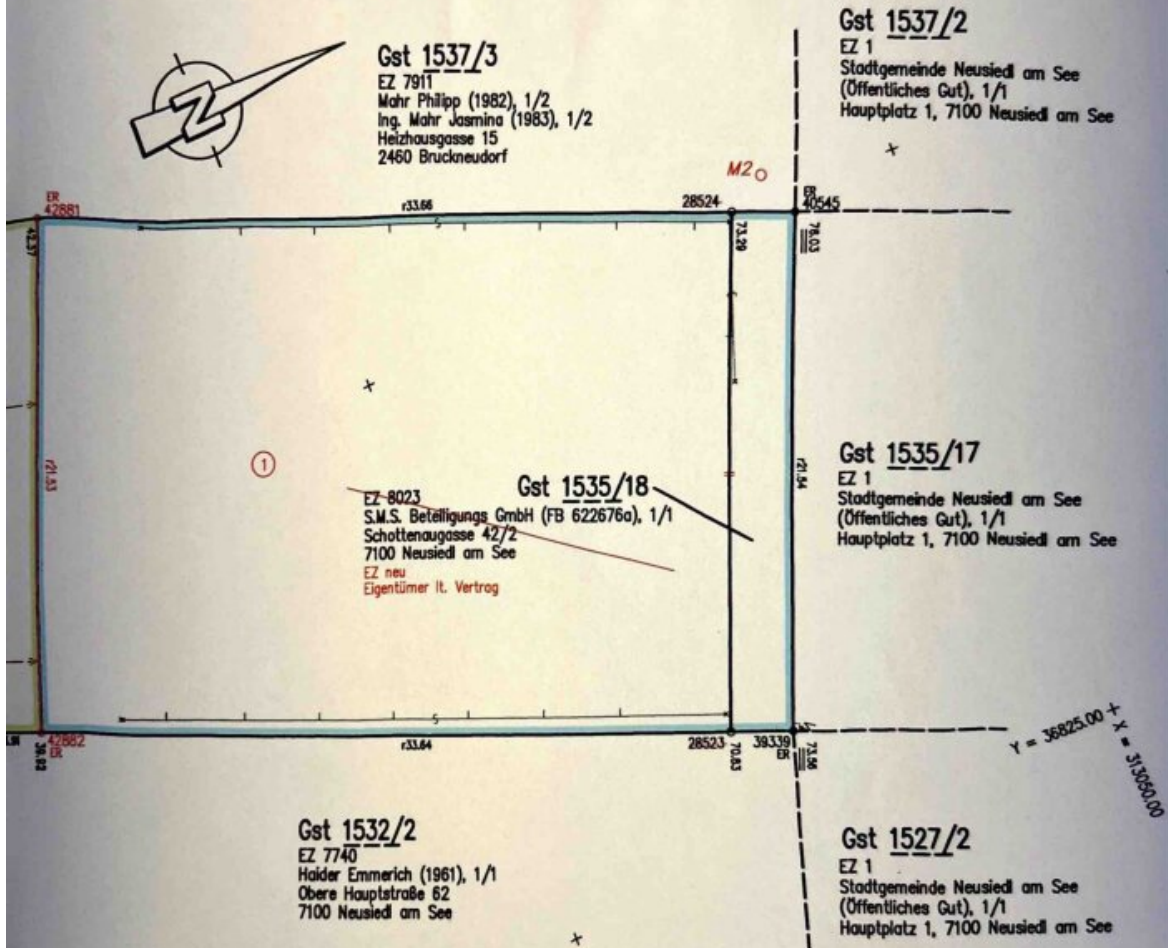 Gst 1537/3
EZ 7911
Mahr Philipp (1982), 1/2
Ing. Mahr Jasmina (1983), 1/2
Heizhausgasse 15
2460 Bruckneudorf
Gst 1537/2
EZ 1
Stadtgemeinde Neusiedl am See
(Öffentliches Gut), 1/1
Hauptplatz 1, 7100 Neusiedl am See
Z
M2
ER
42881
r33.66
28524
ER
40545
42.37
73.29
76.03
r21.53
1
r21.54
Gst 1535/18
EZ 8023
S.M.S. Beteiligungs GmbH (FB 622676a), 1/1
Schottenaugasse 42/2
7100 Neusiedl am See
EZ neu
Eigentümer lt. Vertrag
Gst 1535/17
EZ 1
Stadtgemeinde Neusiedl am See
(Öffentliches Gut), 1/1
Hauptplatz 1, 7100 Neusiedl am See
42882
ER
39.82
r33.64
28523
70.83
39339
ER
73.56
Y = 36825.00
X = 313050.00
Gst 1532/2
EZ 7740
Haider Emmerich (1961), 1/1
Obere Hauptstraße 62
7100 Neusiedl am See
Gst 1527/2
EZ 1
Stadtgemeinde Neusiedl am See
(Öffentliches Gut), 1/1
Hauptplatz 1, 7100 Neusiedl am See